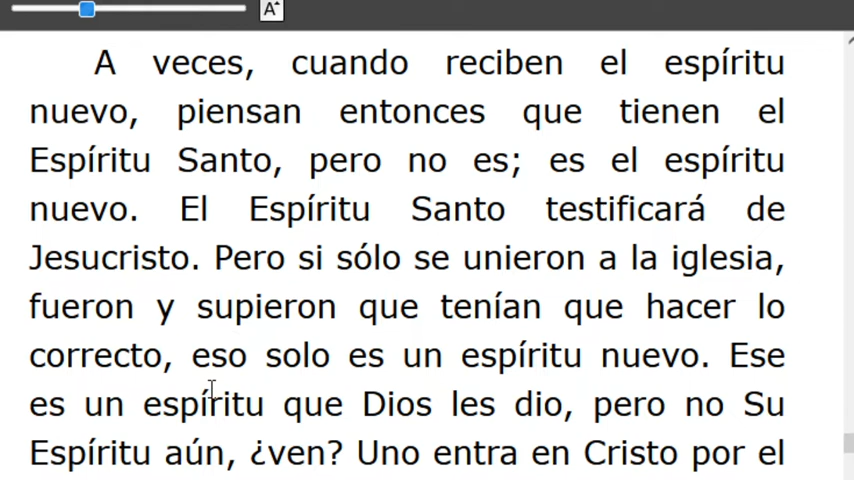 A
A veces, cuando reciben el espíritu
nuevo, piensan entonces que tienen el
Espíritu Santo, pero no es; es el espíritu
nuevo. El Espíritu Santo testificará de
Jesucristo. Pero si sólo se unieron a la iglesia,
fueron y supieron que tenían que hacer lo
correcto, eso solo es un espíritu nuevo. Ese
es un espíritu que Dios les dio, pero no Su
Espíritu aún, ¿ven? Uno entra en Cristo por el